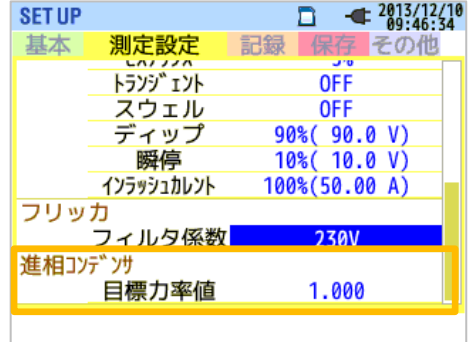 SET UP 2013/12/10
09:46:34
基本 測定設定 記録 保存 その他
トランジェント OFF
スウェル OFF
ディップ 90%( 90.0 V)
瞬停 10%( 10.0 V)
インラッシュカレント 100%(50.00 A)
フリッカ
フィルタ係数 230V
進相コンデンサ
目標力率値 1.000